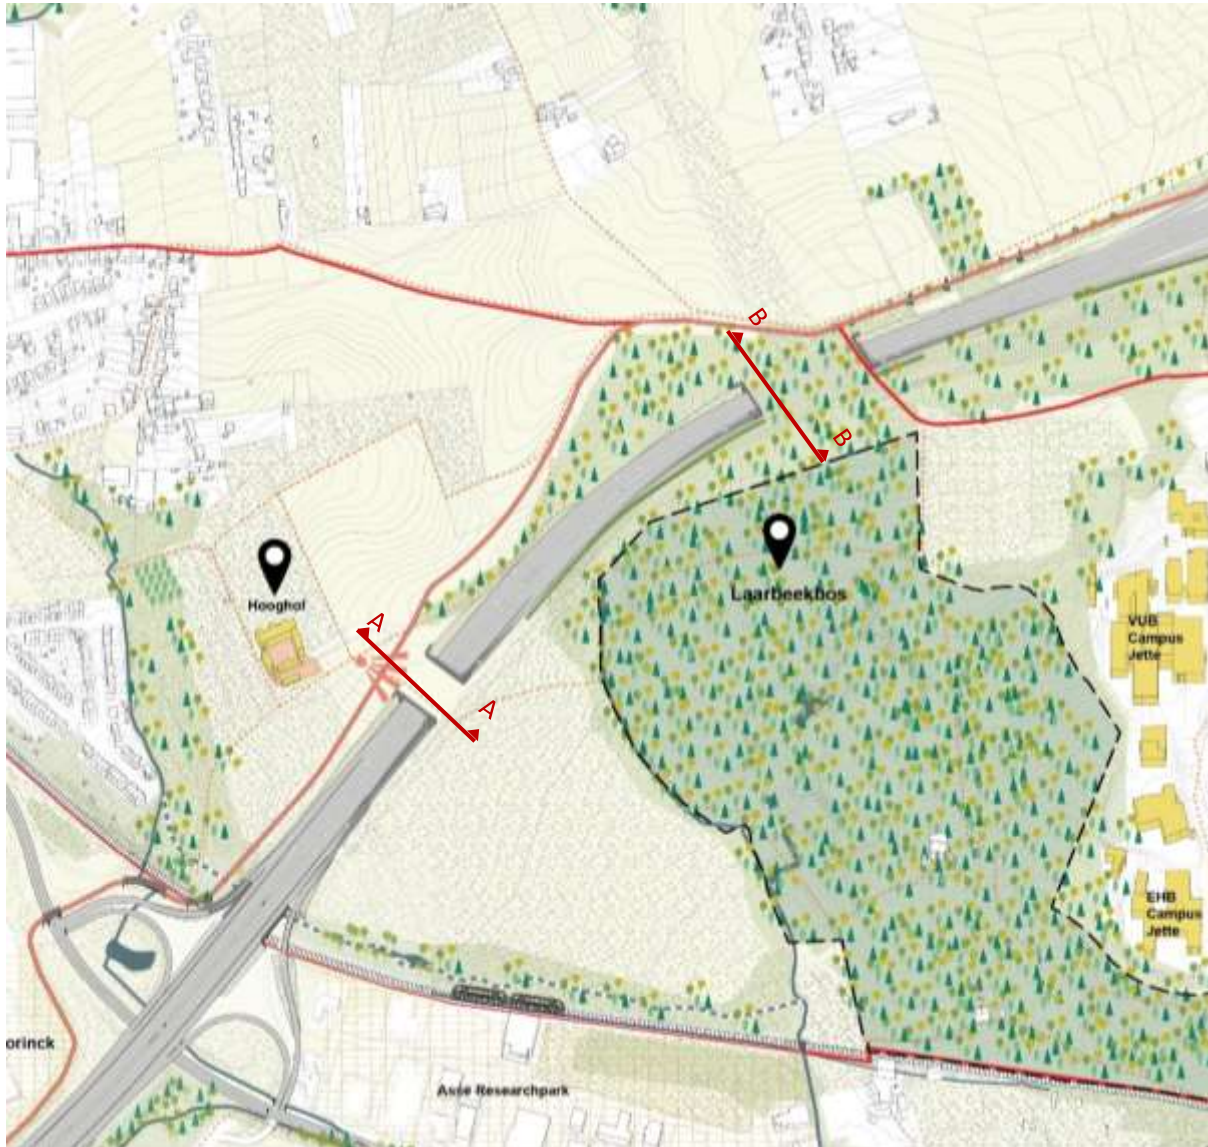 B
B
Laarbeekbos
Hooghof
A
A
VUB
Campus
Jette
EHB
Campus
Jette
orinck
Asse Researchpark